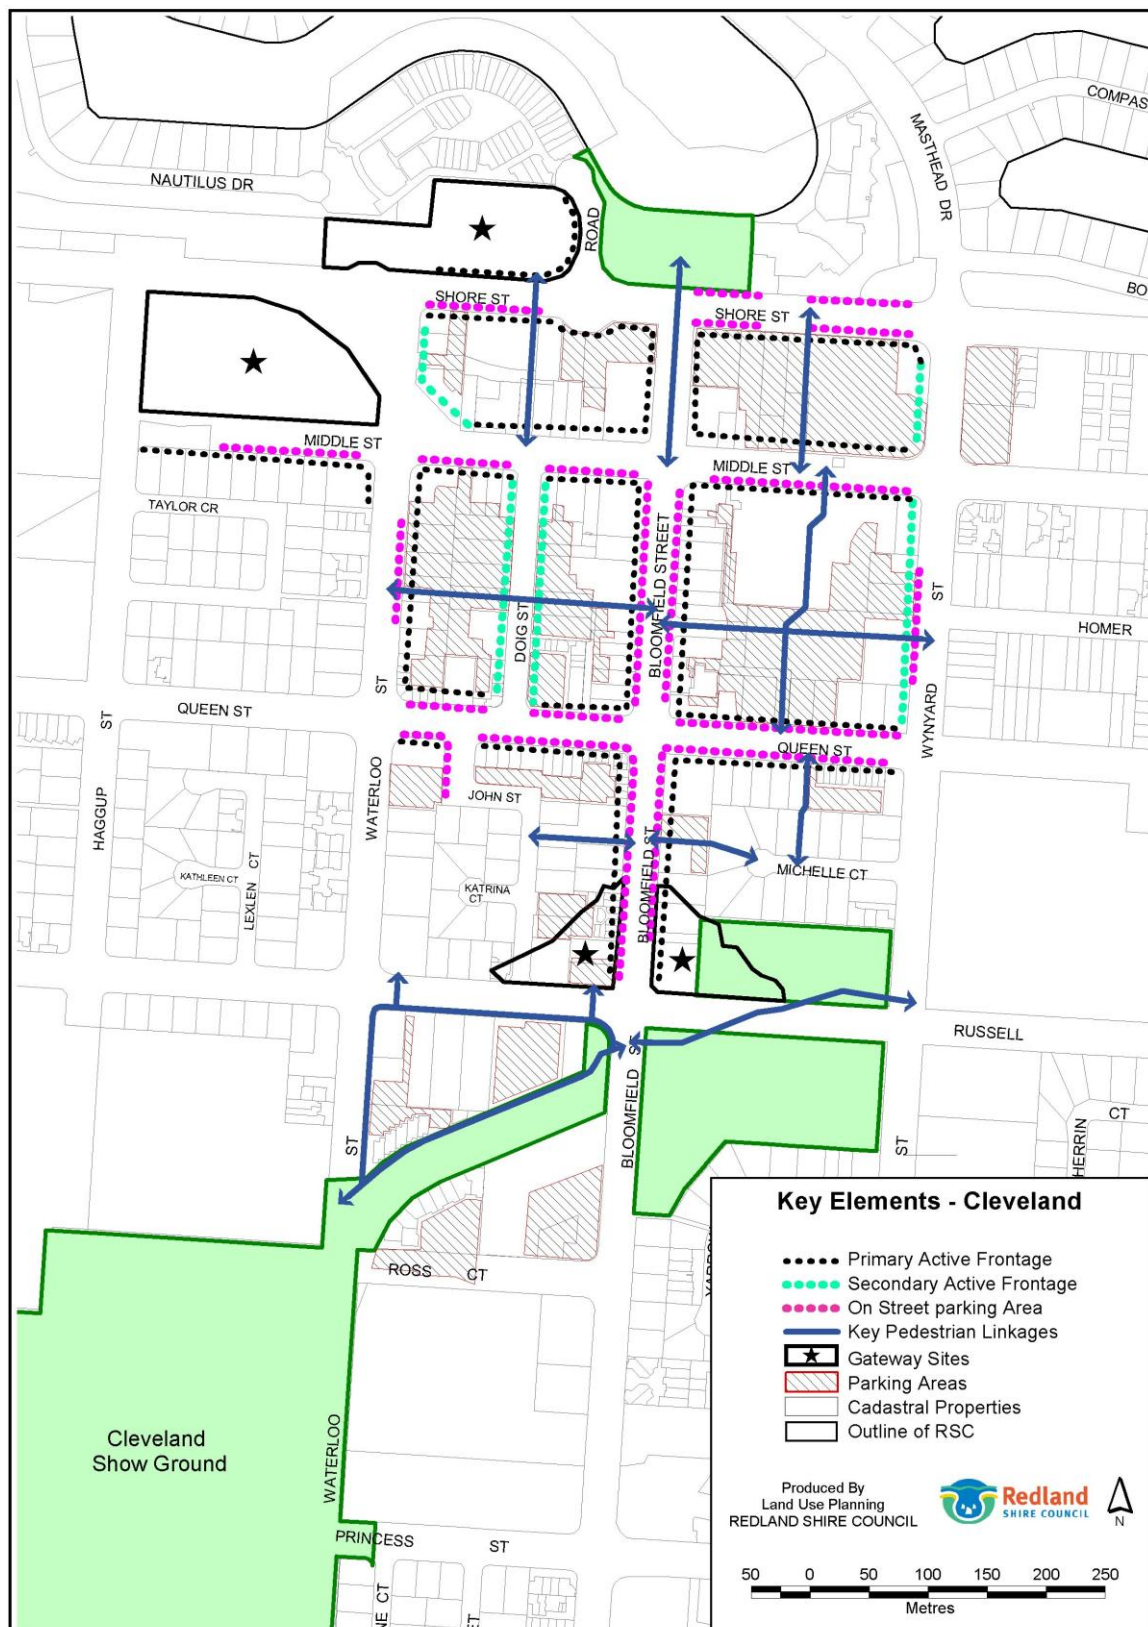 COMPAS
MASTHEAD DR
NAUTILUS DR
ROAD
BO
SHORE ST
SHORE ST
MIDDLE ST
MIDDLE ST
TAYLOR CR
BLOOMFIELD STREET
DOIG ST
ST
HOMER
ST
QUEEN ST
ST
WYNYARD
QUEEN ST
HAGGUP
WATERLOO
JOHN ST
BLOOMFIELD ST
MICHELLE CT
KATHLEEN CT
LEXLEN CT
KATRINA
CT
RUSSELL
BLOOMFIELD ST
ST
ST
CT
HERRIN
ROSS CT
WATERLOO
Cleveland
Show Ground
PRINCESS ST
NE CT
ET
Key Elements - Cleveland
Primary Active Frontage
Secondary Active Frontage
On Street parking Area
Key Pedestrian Linkages
Gateway Sites
Parking Areas
Cadastral Properties
Outline of RSC
Produced By
Land Use Planning
REDLAND SHIRE COUNCIL
Redland
SHIRE COUNCIL
N
50 0 50 100 150 200 250
Metres